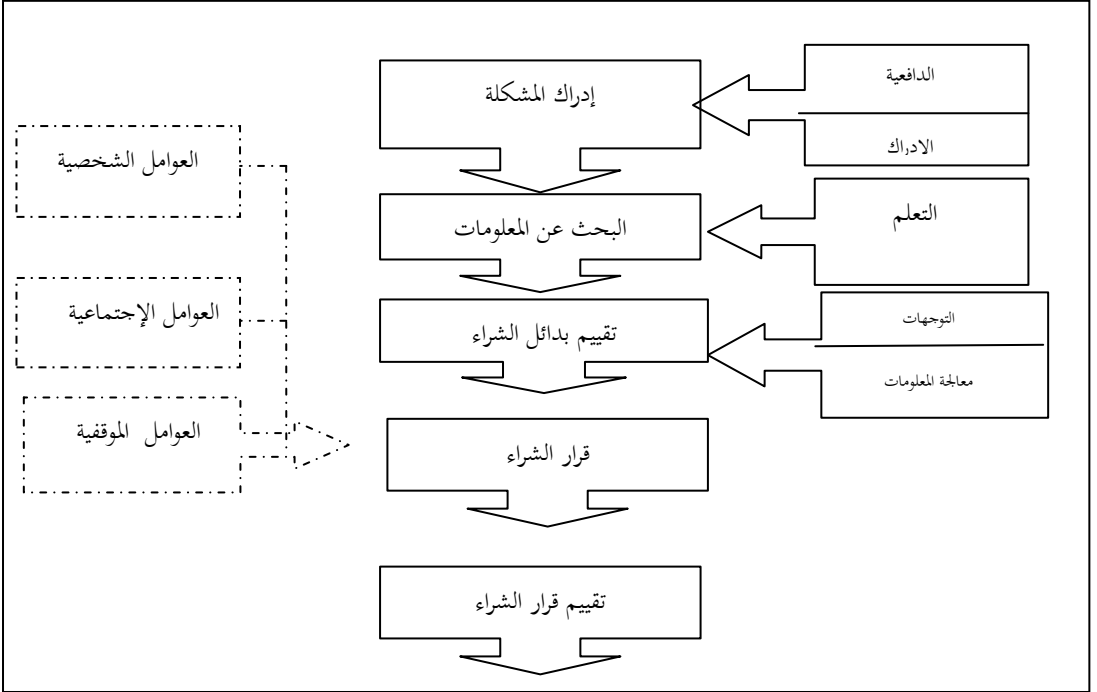 إدراك المشكلة
الدافعية
الادراك
العوامل الشخصية
البحث عن المعلومات
التعلم
العوامل الإجتماعية
تقييم بدائل الشراء
التوجهات
معالجة المعلومات
العوامل الموقفية
قرار الشراء
تقييم قرار الشراء